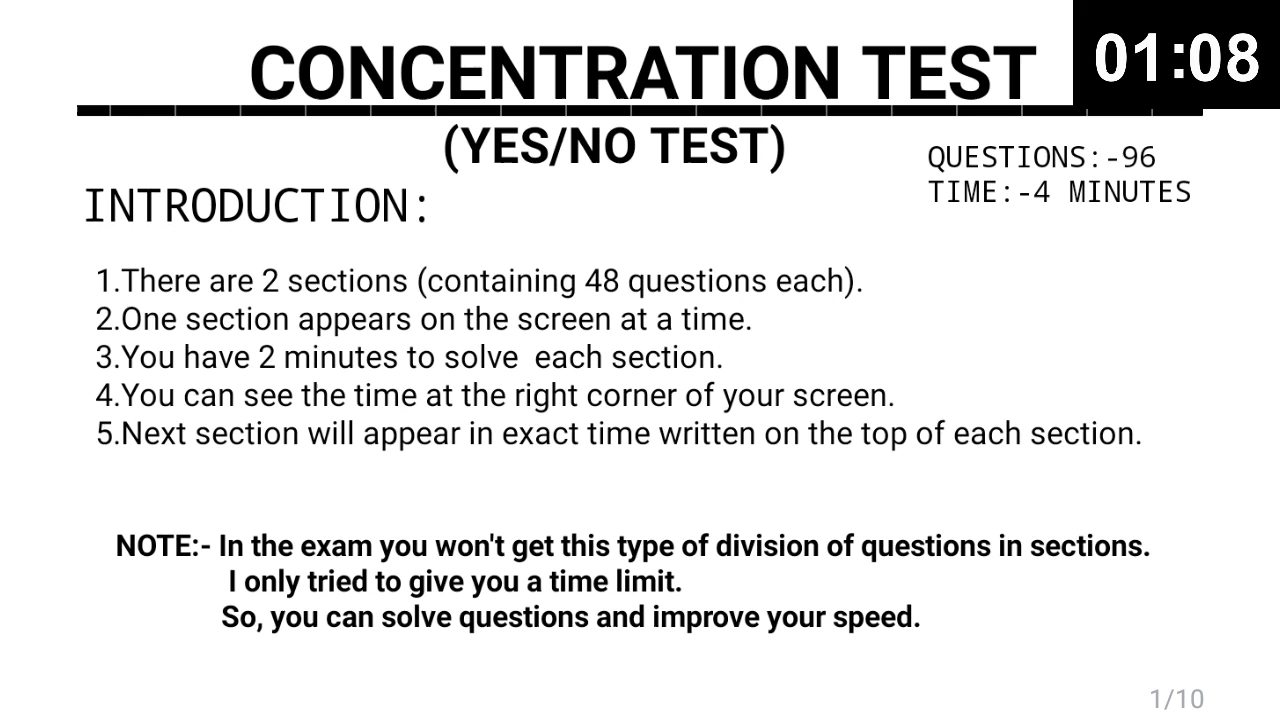 CONCENTRATION TEST
01:08
(YES/NO TEST)
QUESTIONS:-96
TIME:-4 MINUTES
INTRODUCTION:
1.There are 2 sections (containing 48 questions each).
2.One section appears on the screen at a time.
3.You have 2 minutes to solve  each section.
4.You can see the time at the right corner of your screen.
5.Next section will appear in exact time written on the top of each section.
NOTE:- In the exam you won't get this type of division of questions in sections.
I only tried to give you a time limit.
So, you can solve questions and improve your speed.
1/10